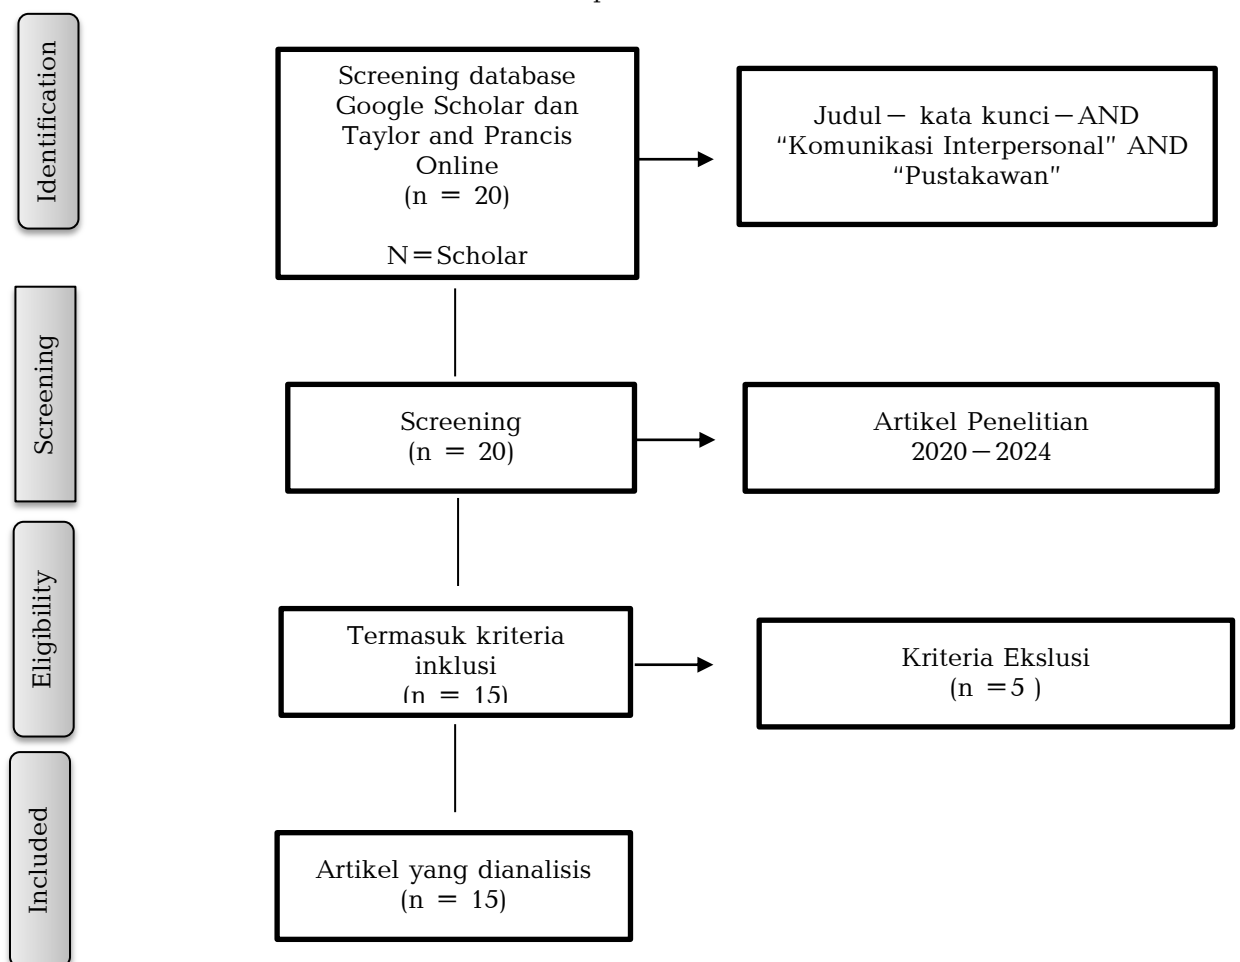 Identification
Screening database
Google Scholar dan
Taylor and Prancis
Online
(n = 20)
N=Scholar
Judul– kata kunci–AND
“Komunikasi Interpersonal” AND
“Pustakawan”
Screening
Screening
(n = 20)
Artikel Penelitian
2020–2024
Eligibility
Termasuk kriteria
inklusi
(n = 15)
Kriteria Ekslusi
(n =5 )
Included
Artikel yang dianalisis
(n = 15)